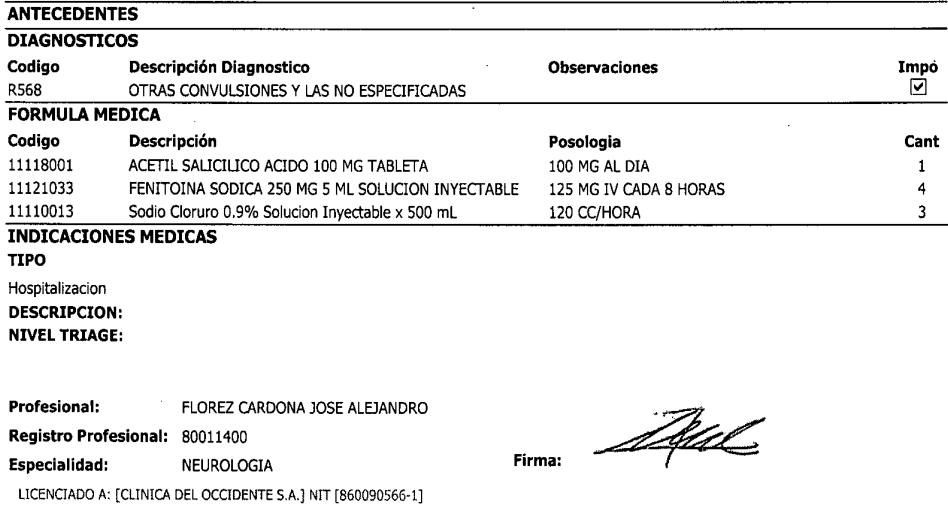 ANTECEDENTES
DIAGNOSTICOS
Codigo Descripción Diagnostico Observaciones Impo
R568 OTRAS CONVULSIONES Y LAS NO ESPECIFICADAS
FORMULA MEDICA
Codigo Descripción Posologia Cant
11118001 ACETIL SALICILICO ACIDO 100 MG TABLETA 100 MG AL DIA 1
11121033 FENITOINA SODICA 250 MG 5 ML SOLUCION INYECTABLE 125 MG IV CADA 8 HORAS 4
11110013 Sodio Cloruro 0.9% Solucion Inyectable x 500 mL 120 CC/HORA 3
INDICACIONES MEDICAS
TIPO
Hospitalizacion
DESCRIPCION:
NIVEL TRIAGE:
Profesional: FLOREZ CARDONA JOSE ALEJANDRO
Registro Profesional: 80011400
Especialidad: NEUROLOGIA Firma:
LICENCIADO A: [CLINICA DEL OCCIDENTE S.A.] NIT [860090566-1]